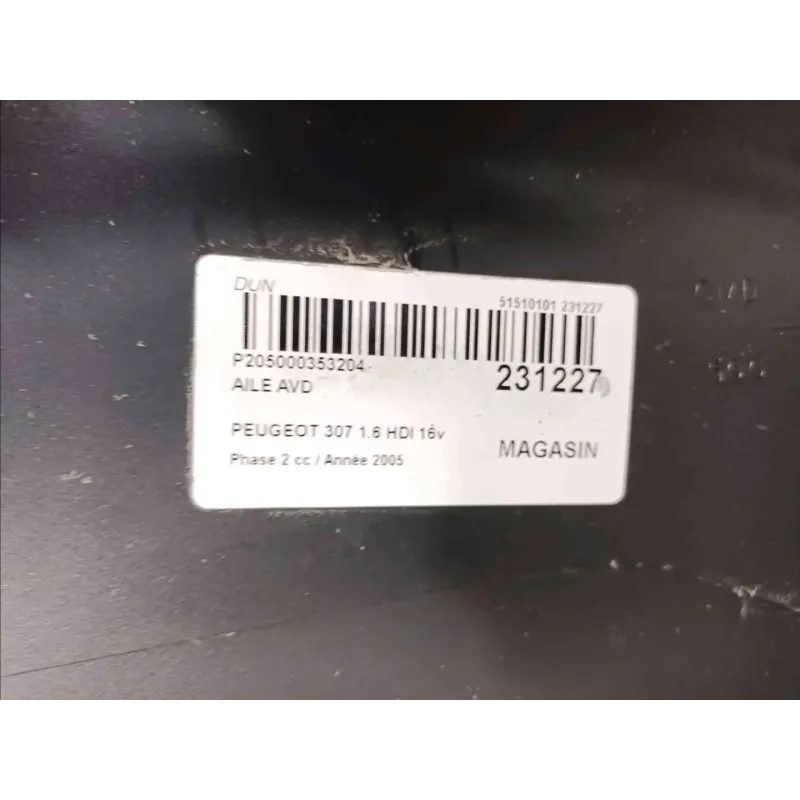 DUN
51510101 231227
P205000353204
231227
AILE AVD
PEUGEOT 307 1.6 HDI 16v
MAGASIN
Phase 2 cc / Année 2005